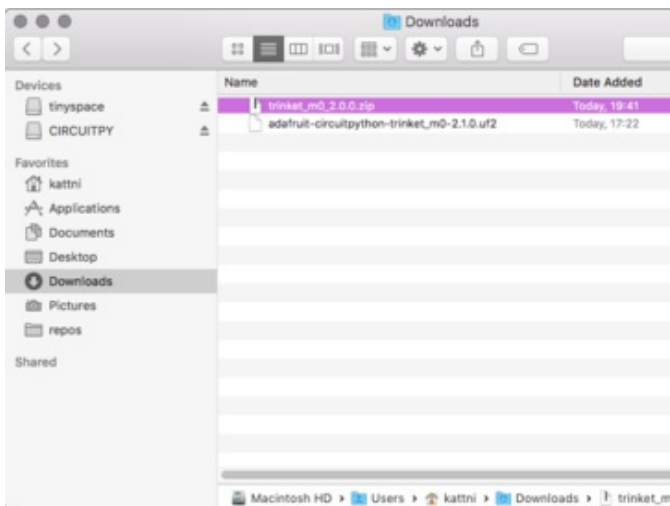 Downloads
Devices
tinyspace
CIRCUITPY
Favorites
kattni
Applications
Documents
Desktop
Downloads
Pictures
repos
Shared
Name Date Added
trinket_m0_2.0.0.zip Today, 19:41
adafruit-circuitpython-trinket_m0-2.1.0.uf2 Today, 17:22
Macintosh HD Users kattni Downloads trinket_m